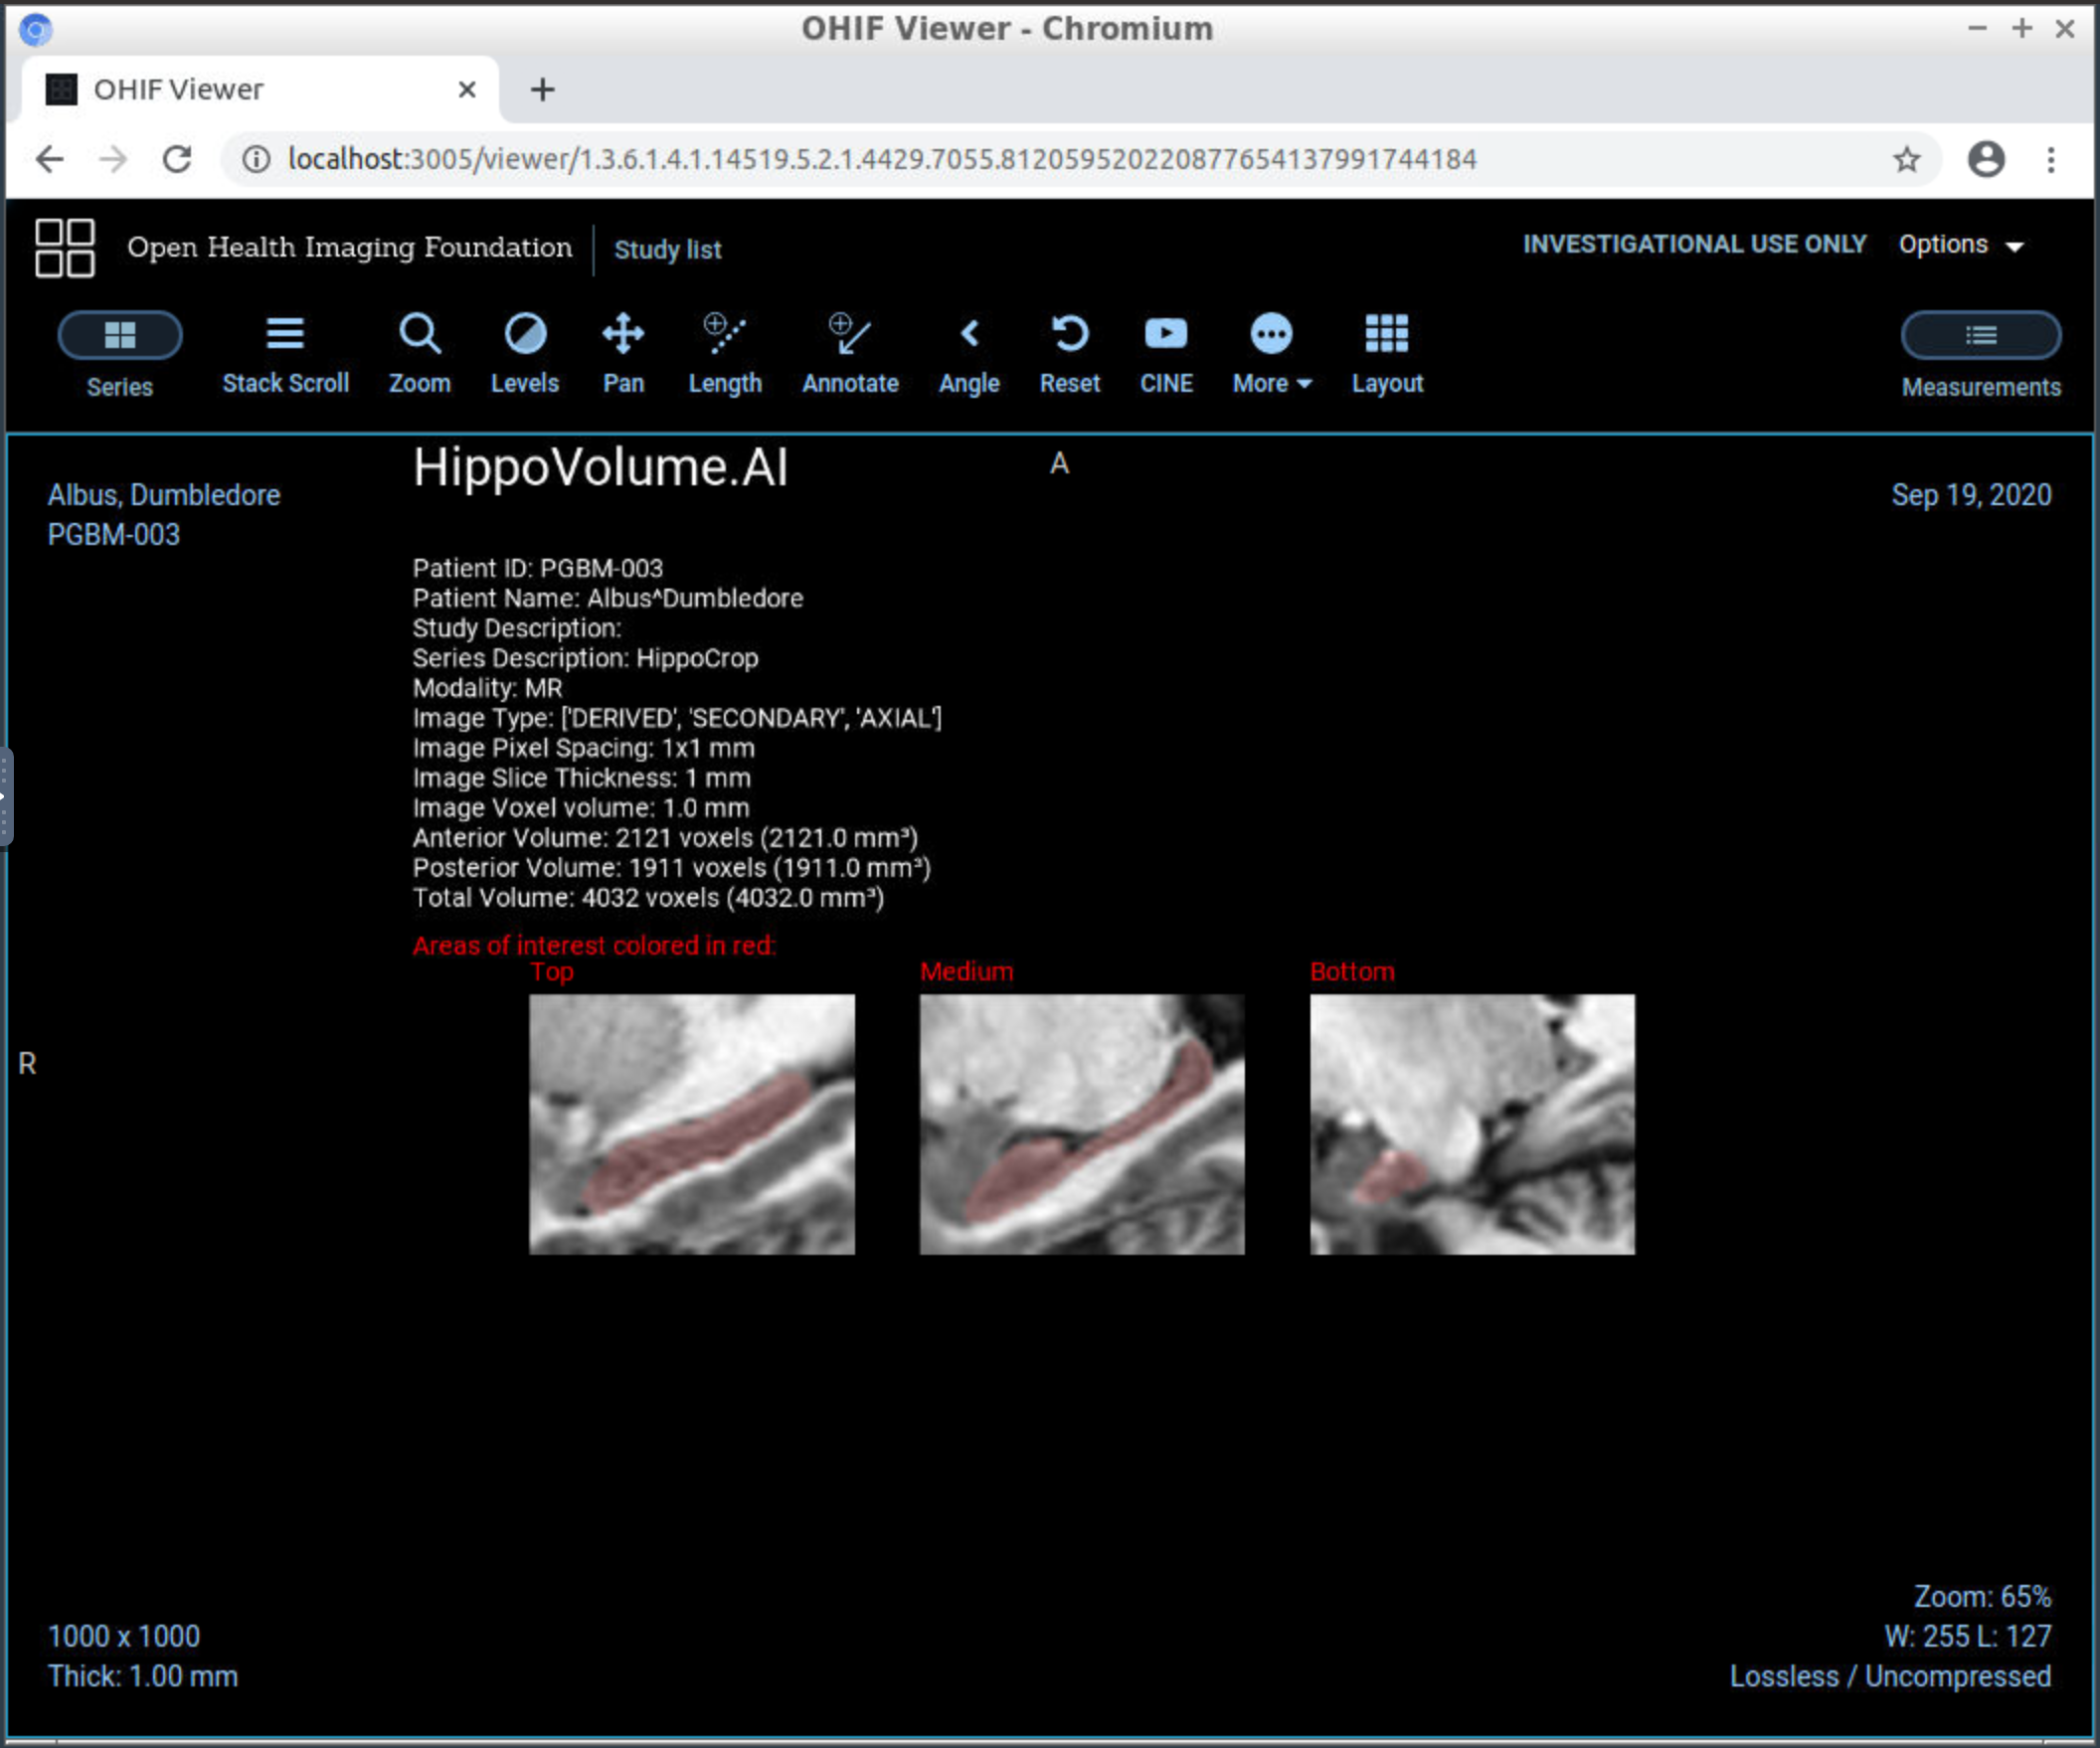 OHIF Viewer - Chromium
OHIF Viewer
localhost:3005/viewer/1.3.6.1.4.1.14519.5.2.1.4429.7055.812059520220877654137991744184
Open Health Imaging Foundation
Study list
INVESTIGATIONAL USE ONLY
Options
Series
Stack Scroll
Zoom
Levels
Pan
Length
Annotate
Angle
Reset
CINE
More
Layout
Measurements
HippoVolume.AI
A
Albus, Dumbledore
PGBM-003
Sep 19, 2020
Patient ID: PGBM-003
Patient Name: Albus^Dumbledore
Study Description:
Series Description: HippoCrop
Modality: MR
Image Type: ['DERIVED', 'SECONDARY', 'AXIAL']
Image Pixel Spacing: 1x1 mm
Image Slice Thickness: 1 mm
Image Voxel volume: 1.0 mm
Anterior Volume: 2121 voxels (2121.0 mm³)
Posterior Volume: 1911 voxels (1911.0 mm³)
Total Volume: 4032 voxels (4032.0 mm³)
Areas of interest colored in red:
Top
Medium
Bottom
R
1000 x 1000
Thick: 1.00 mm
Zoom: 65%
W: 255 L: 127
Lossless / Uncompressed